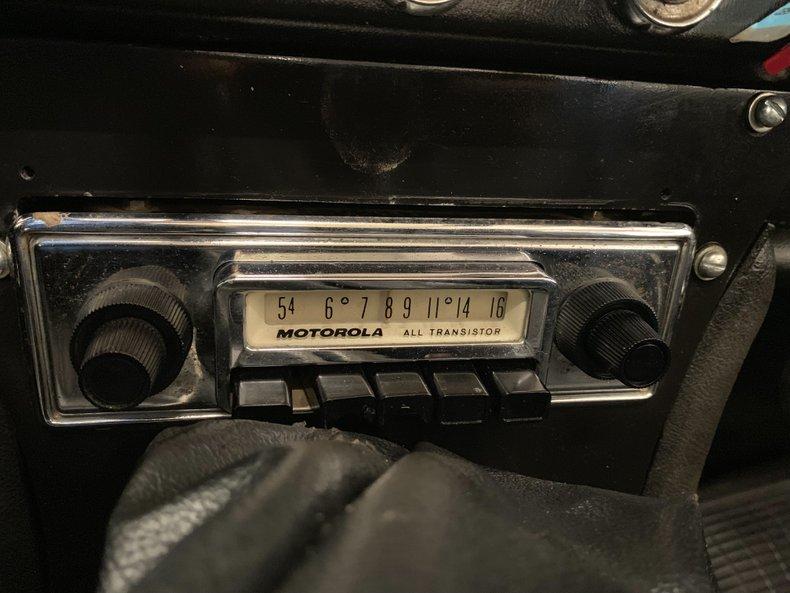 54 6° 7 8 9 11° 14 16
MOTOROLA ALL TRANSISTOR